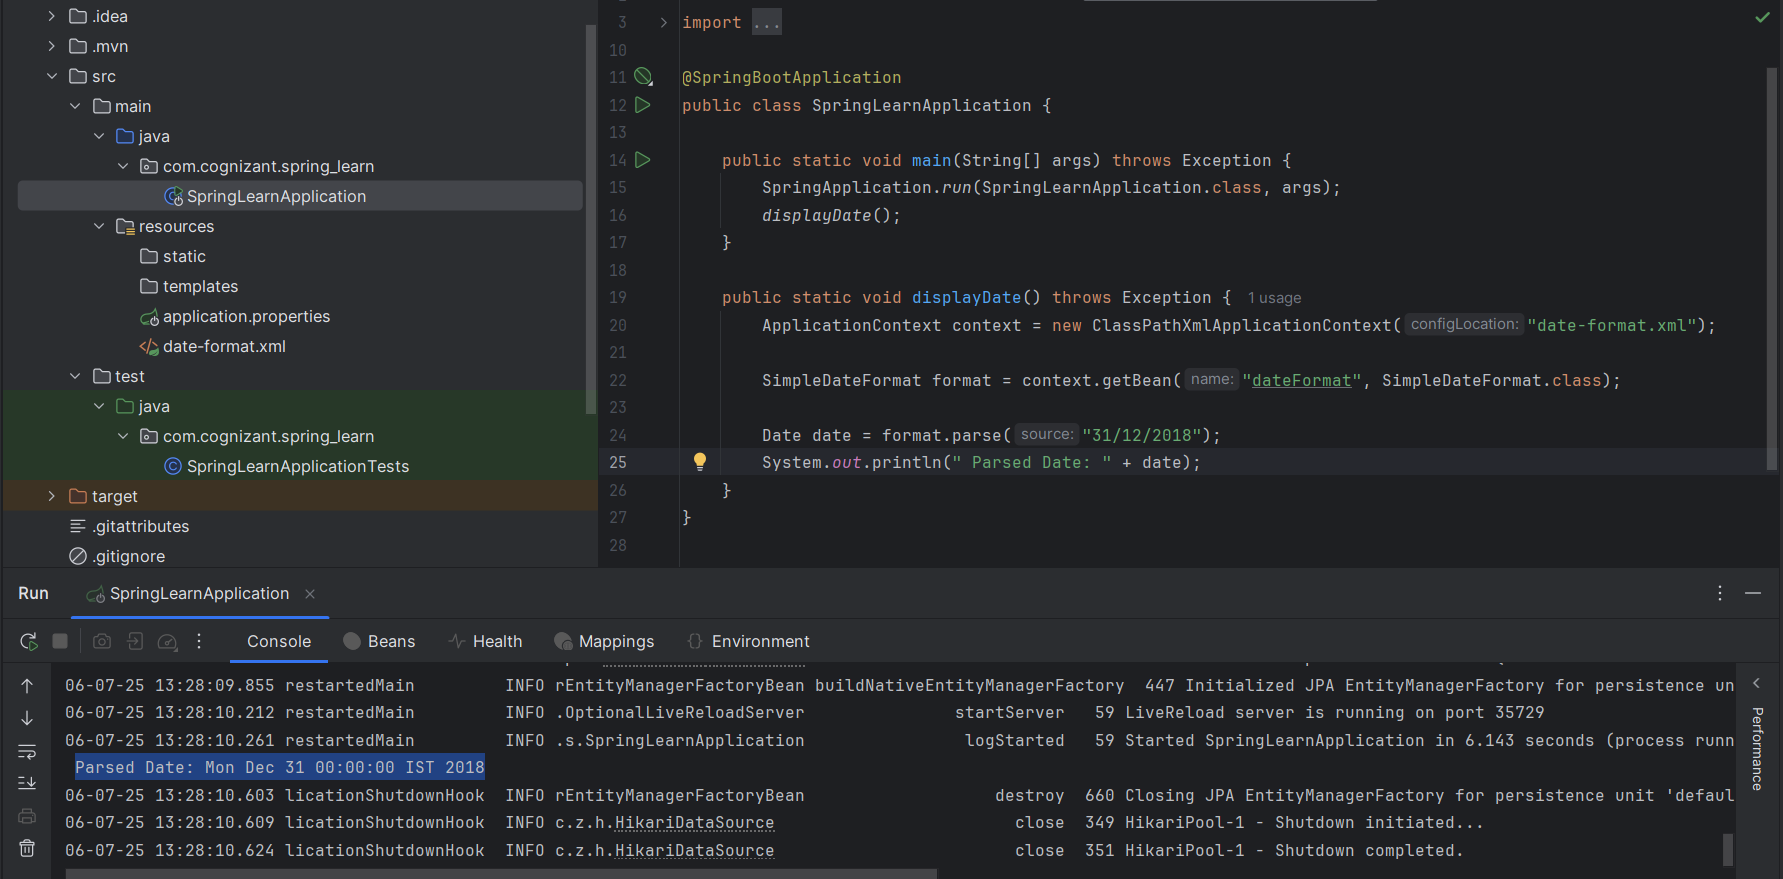 .idea
.mvn
src
main
java
com.cognizant.spring_learn
SpringLearnApplication
resources
static
templates
application.properties
date-format.xml
test
java
com.cognizant.spring_learn
SpringLearnApplicationTests
target
.gitattributes
.gitignore
3 import ...
10
11 @SpringBootApplication
12 public class SpringLearnApplication {
13
14 public static void main(String[] args) throws Exception {
15 SpringApplication.run(SpringLearnApplication.class, args);
16 displayDate();
17 }
18
19 public static void displayDate() throws Exception { 1 usage
20 ApplicationContext context = new ClassPathXmlApplicationContext( configLocation: "date-format.xml");
21
22 SimpleDateFormat format = context.getBean( name: "dateFormat", SimpleDateFormat.class);
23
24 Date date = format.parse( source: "31/12/2018");
25 System.out.println(" Parsed Date: " + date);
26 }
27 }
28
Run SpringLearnApplication
Console Beans Health Mappings Environment
06-07-25 13:28:09.855 restartedMain INFO rEntityManagerFactoryBean buildNativeEntityManagerFactory 447 Initialized JPA EntityManagerFactory for persistence un
06-07-25 13:28:10.212 restartedMain INFO .OptionalLiveReloadServer startServer 59 LiveReload server is running on port 35729
06-07-25 13:28:10.261 restartedMain INFO .s.SpringLearnApplication logStarted 59 Started SpringLearnApplication in 6.143 seconds (process runn
Parsed Date: Mon Dec 31 00:00:00 IST 2018
06-07-25 13:28:10.603 licationShutdownHook INFO rEntityManagerFactoryBean destroy 660 Closing JPA EntityManagerFactory for persistence unit 'defaul
06-07-25 13:28:10.609 licationShutdownHook INFO c.z.h.HikariDataSource close 349 HikariPool-1 - Shutdown initiated...
06-07-25 13:28:10.624 licationShutdownHook INFO c.z.h.HikariDataSource close 351 HikariPool-1 - Shutdown completed.
Performance